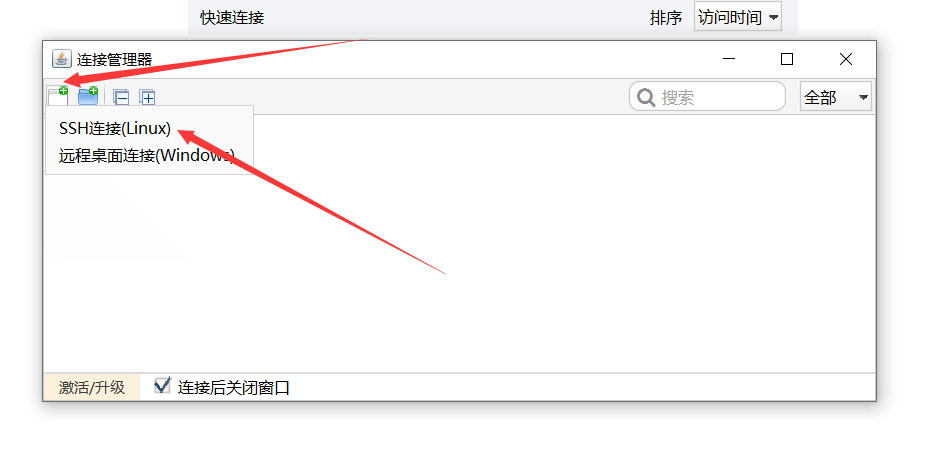 快速连接 排序 访问时间
连接管理器
搜索 全部
SSH连接(Linux)
远程桌面连接(Windows)
激活/升级 连接后关闭窗口